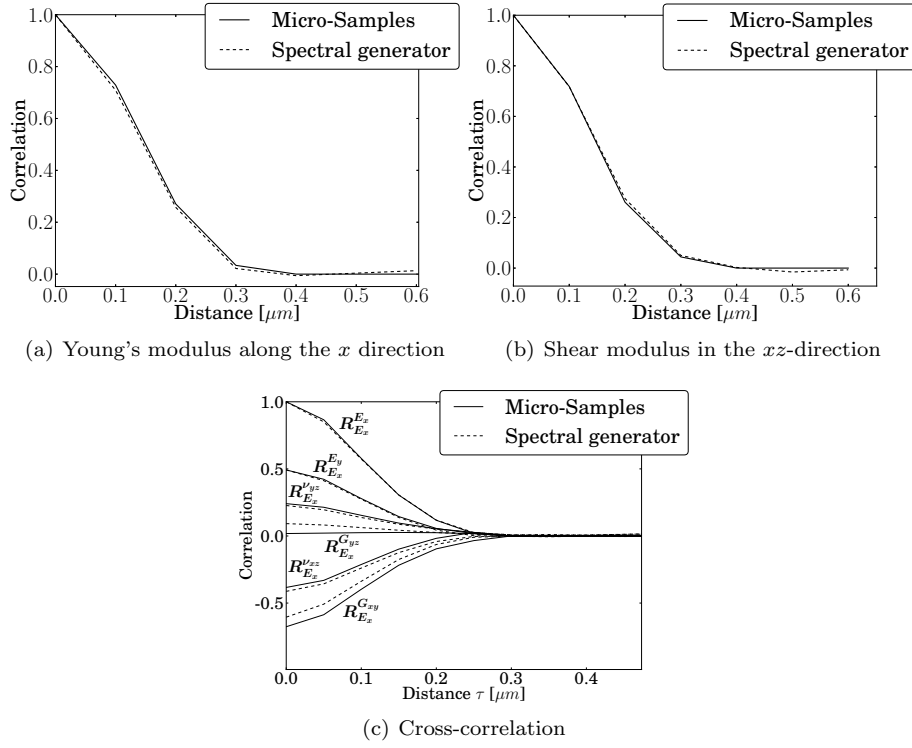 Micro-Samples
Spectral generator
1.0
0.8
0.6
0.4
0.2
0.0
Correlation
0.0 0.1 0.2 0.3 0.4 0.5 0.6
Distance [μm]
(a) Young's modulus along the x direction
Micro-Samples
Spectral generator
1.0
0.8
0.6
0.4
0.2
0.0
Correlation
0.0 0.1 0.2 0.3 0.4 0.5 0.6
Distance [μm]
(b) Shear modulus in the xz-direction
Micro-Samples
Spectral generator
1.0
0.5
0.0
-0.5
Correlation
R_{E_x}^{E_x}
R_{E_x}^{E_y}
R_{E_x}^{ν_{yz}}
R_{E_x}^{G_{yz}}
R_{E_x}^{ν_{xz}}
R_{E_x}^{G_{xy}}
0.0 0.1 0.2 0.3 0.4
Distance τ [μm]
(c) Cross-correlation